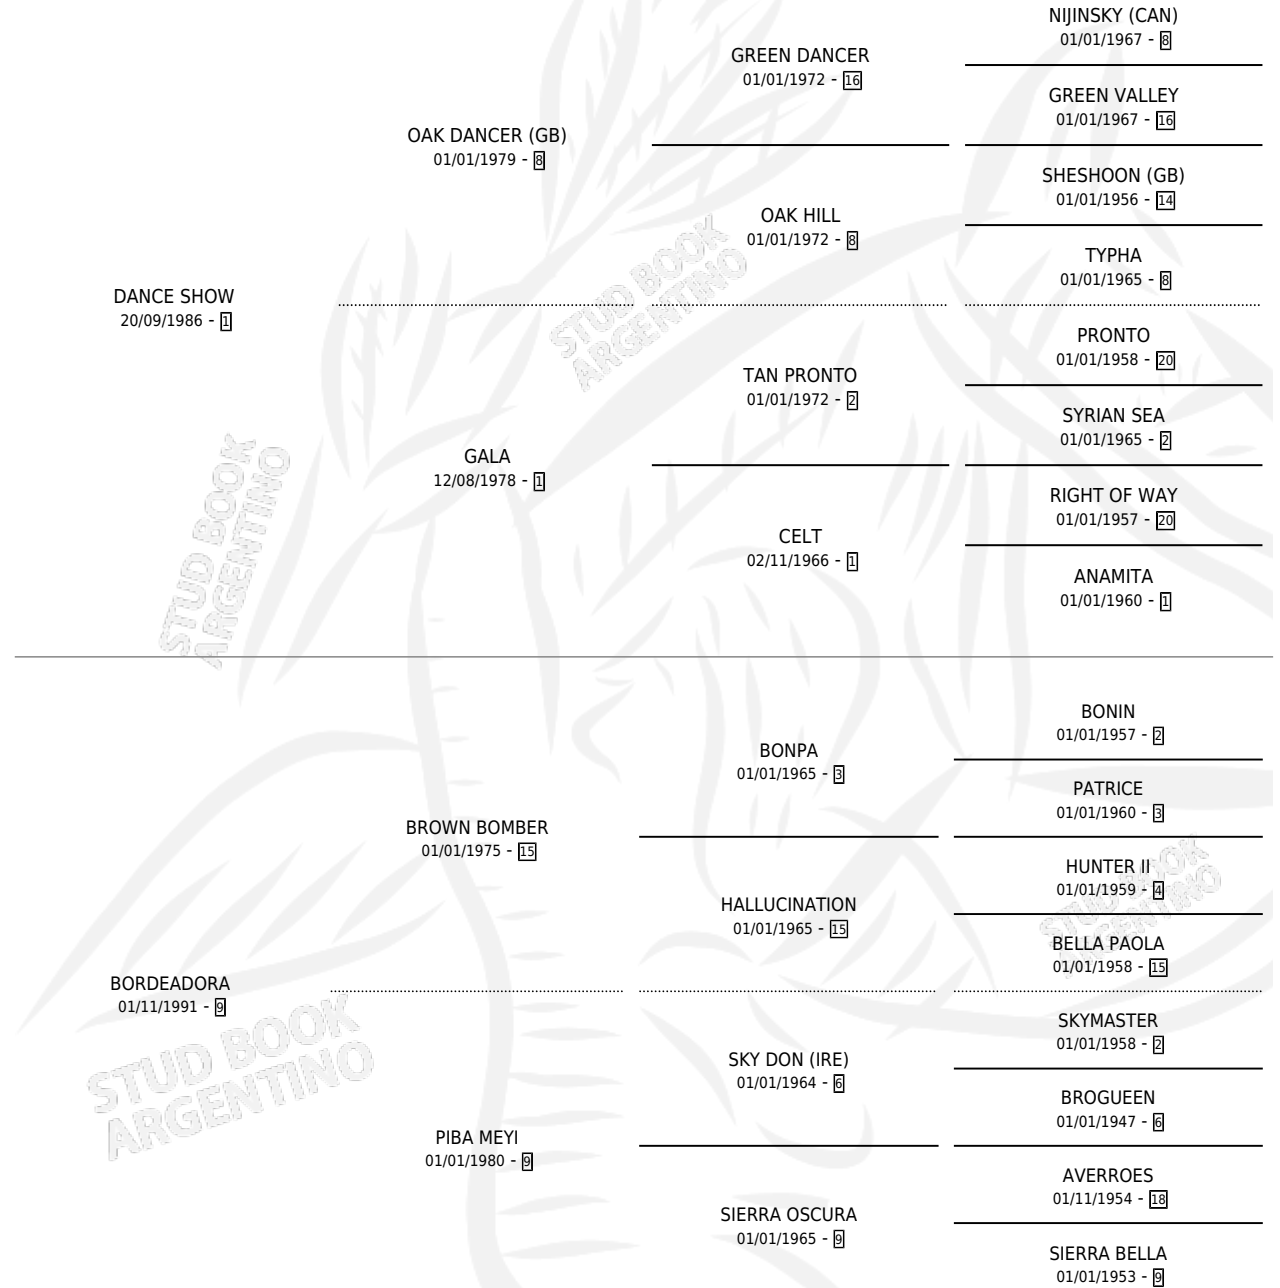 NIJINSKY (CAN)
01/01/1967 - 8
GREEN DANCER
01/01/1972 - 16
GREEN VALLEY
01/01/1967 - 16
OAK DANCER (GB)
01/01/1979 - 8
SHESHOON (GB)
01/01/1956 - 14
OAK HILL
01/01/1972 - 8
TYPHA
01/01/1965 - 8
DANCE SHOW
20/09/1986 - 1
PRONTO
01/01/1958 - 20
TAN PRONTO
01/01/1972 - 2
SYRIAN SEA
01/01/1965 - 2
GALA
12/08/1978 - 1
RIGHT OF WAY
01/01/1957 - 20
CELT
02/11/1966 - 1
ANAMITA
01/01/1960 - 1
STUD BOOK
ARGENTINO
STUD BOOK
ARGENTINO
BONIN
01/01/1957 - 2
BONPA
01/01/1965 - 3
PATRICE
01/01/1960 - 3
BROWN BOMBER
01/01/1975 - 15
HUNTER II
01/01/1959 - 4
HALLUCINATION
01/01/1965 - 15
BELLA PAOLA
01/01/1958 - 15
BORDEADORA
01/11/1991 - 9
SKYMASTER
01/01/1958 - 2
SKY DON (IRE)
01/01/1964 - 6
BROGUEEN
01/01/1947 - 6
PIBA MEYI
01/01/1980 - 9
AVERROES
01/11/1954 - 18
SIERRA OSCURA
01/01/1965 - 9
SIERRA BELLA
01/01/1953 - 9
STUD BOOK
ARGENTINO
STUD BOOK
ARGENTINO